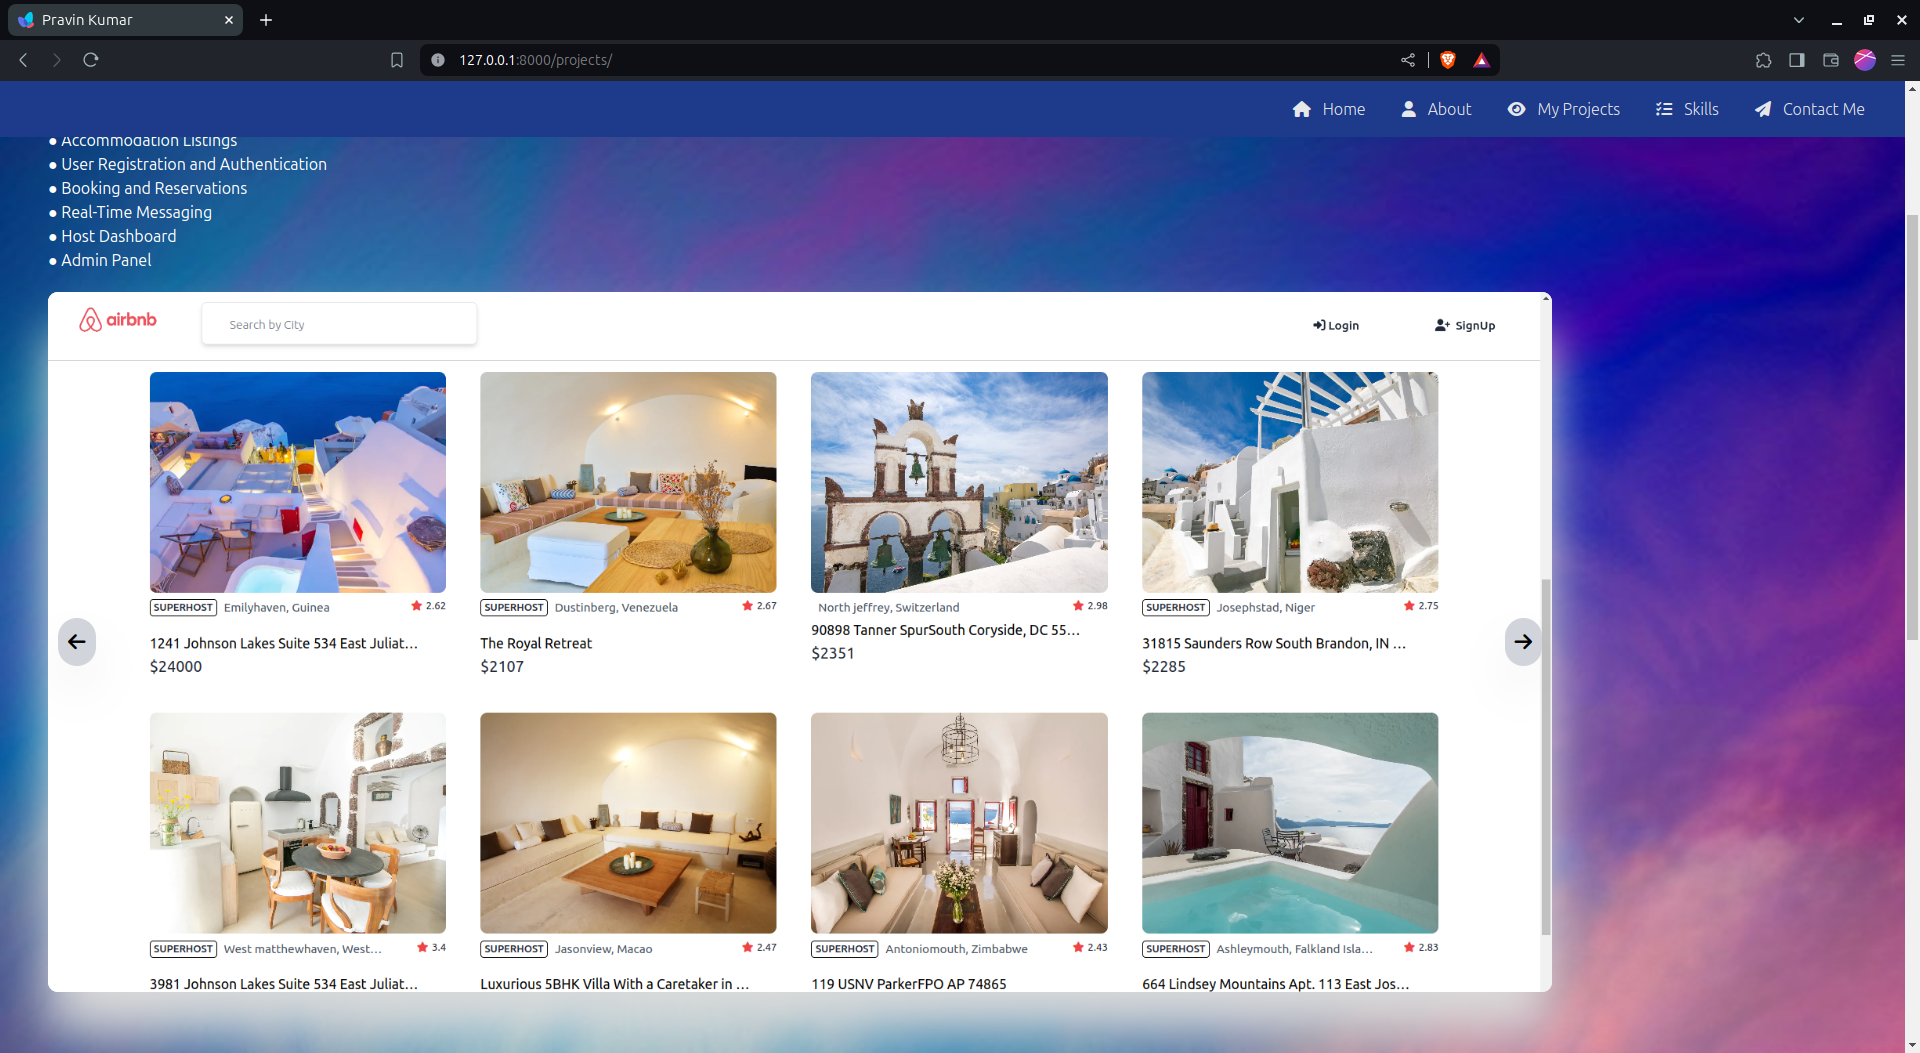 Pravin Kumar
127.0.0.1:8000/projects/
Home About My Projects Skills Contact Me
● Accommodation Listings
● User Registration and Authentication
● Booking and Reservations
● Real-Time Messaging
● Host Dashboard
● Admin Panel
airbnb Search by City Login SignUp
SUPERHOST Emilyhaven, Guinea 2.62
1241 Johnson Lakes Suite 534 East Juliat...
$24000
SUPERHOST Dustinberg, Venezuela 2.67
The Royal Retreat
$2107
North jeffrey, Switzerland 2.98
90898 Tanner SpurSouth Coryside, DC 55...
$2351
SUPERHOST Josephstad, Niger 2.75
31815 Saunders Row South Brandon, IN ...
$2285
SUPERHOST West matthewhaven, West... 3.4
3981 Johnson Lakes Suite 534 East Juliat...
SUPERHOST Jasonview, Macao 2.47
Luxurious 5BHK Villa With a Caretaker in ...
SUPERHOST Antoniomouth, Zimbabwe 2.43
119 USNV ParkerFPO AP 74865
SUPERHOST Ashleymouth, Falkland Isla... 2.83
664 Lindsey Mountains Apt. 113 East Jos...